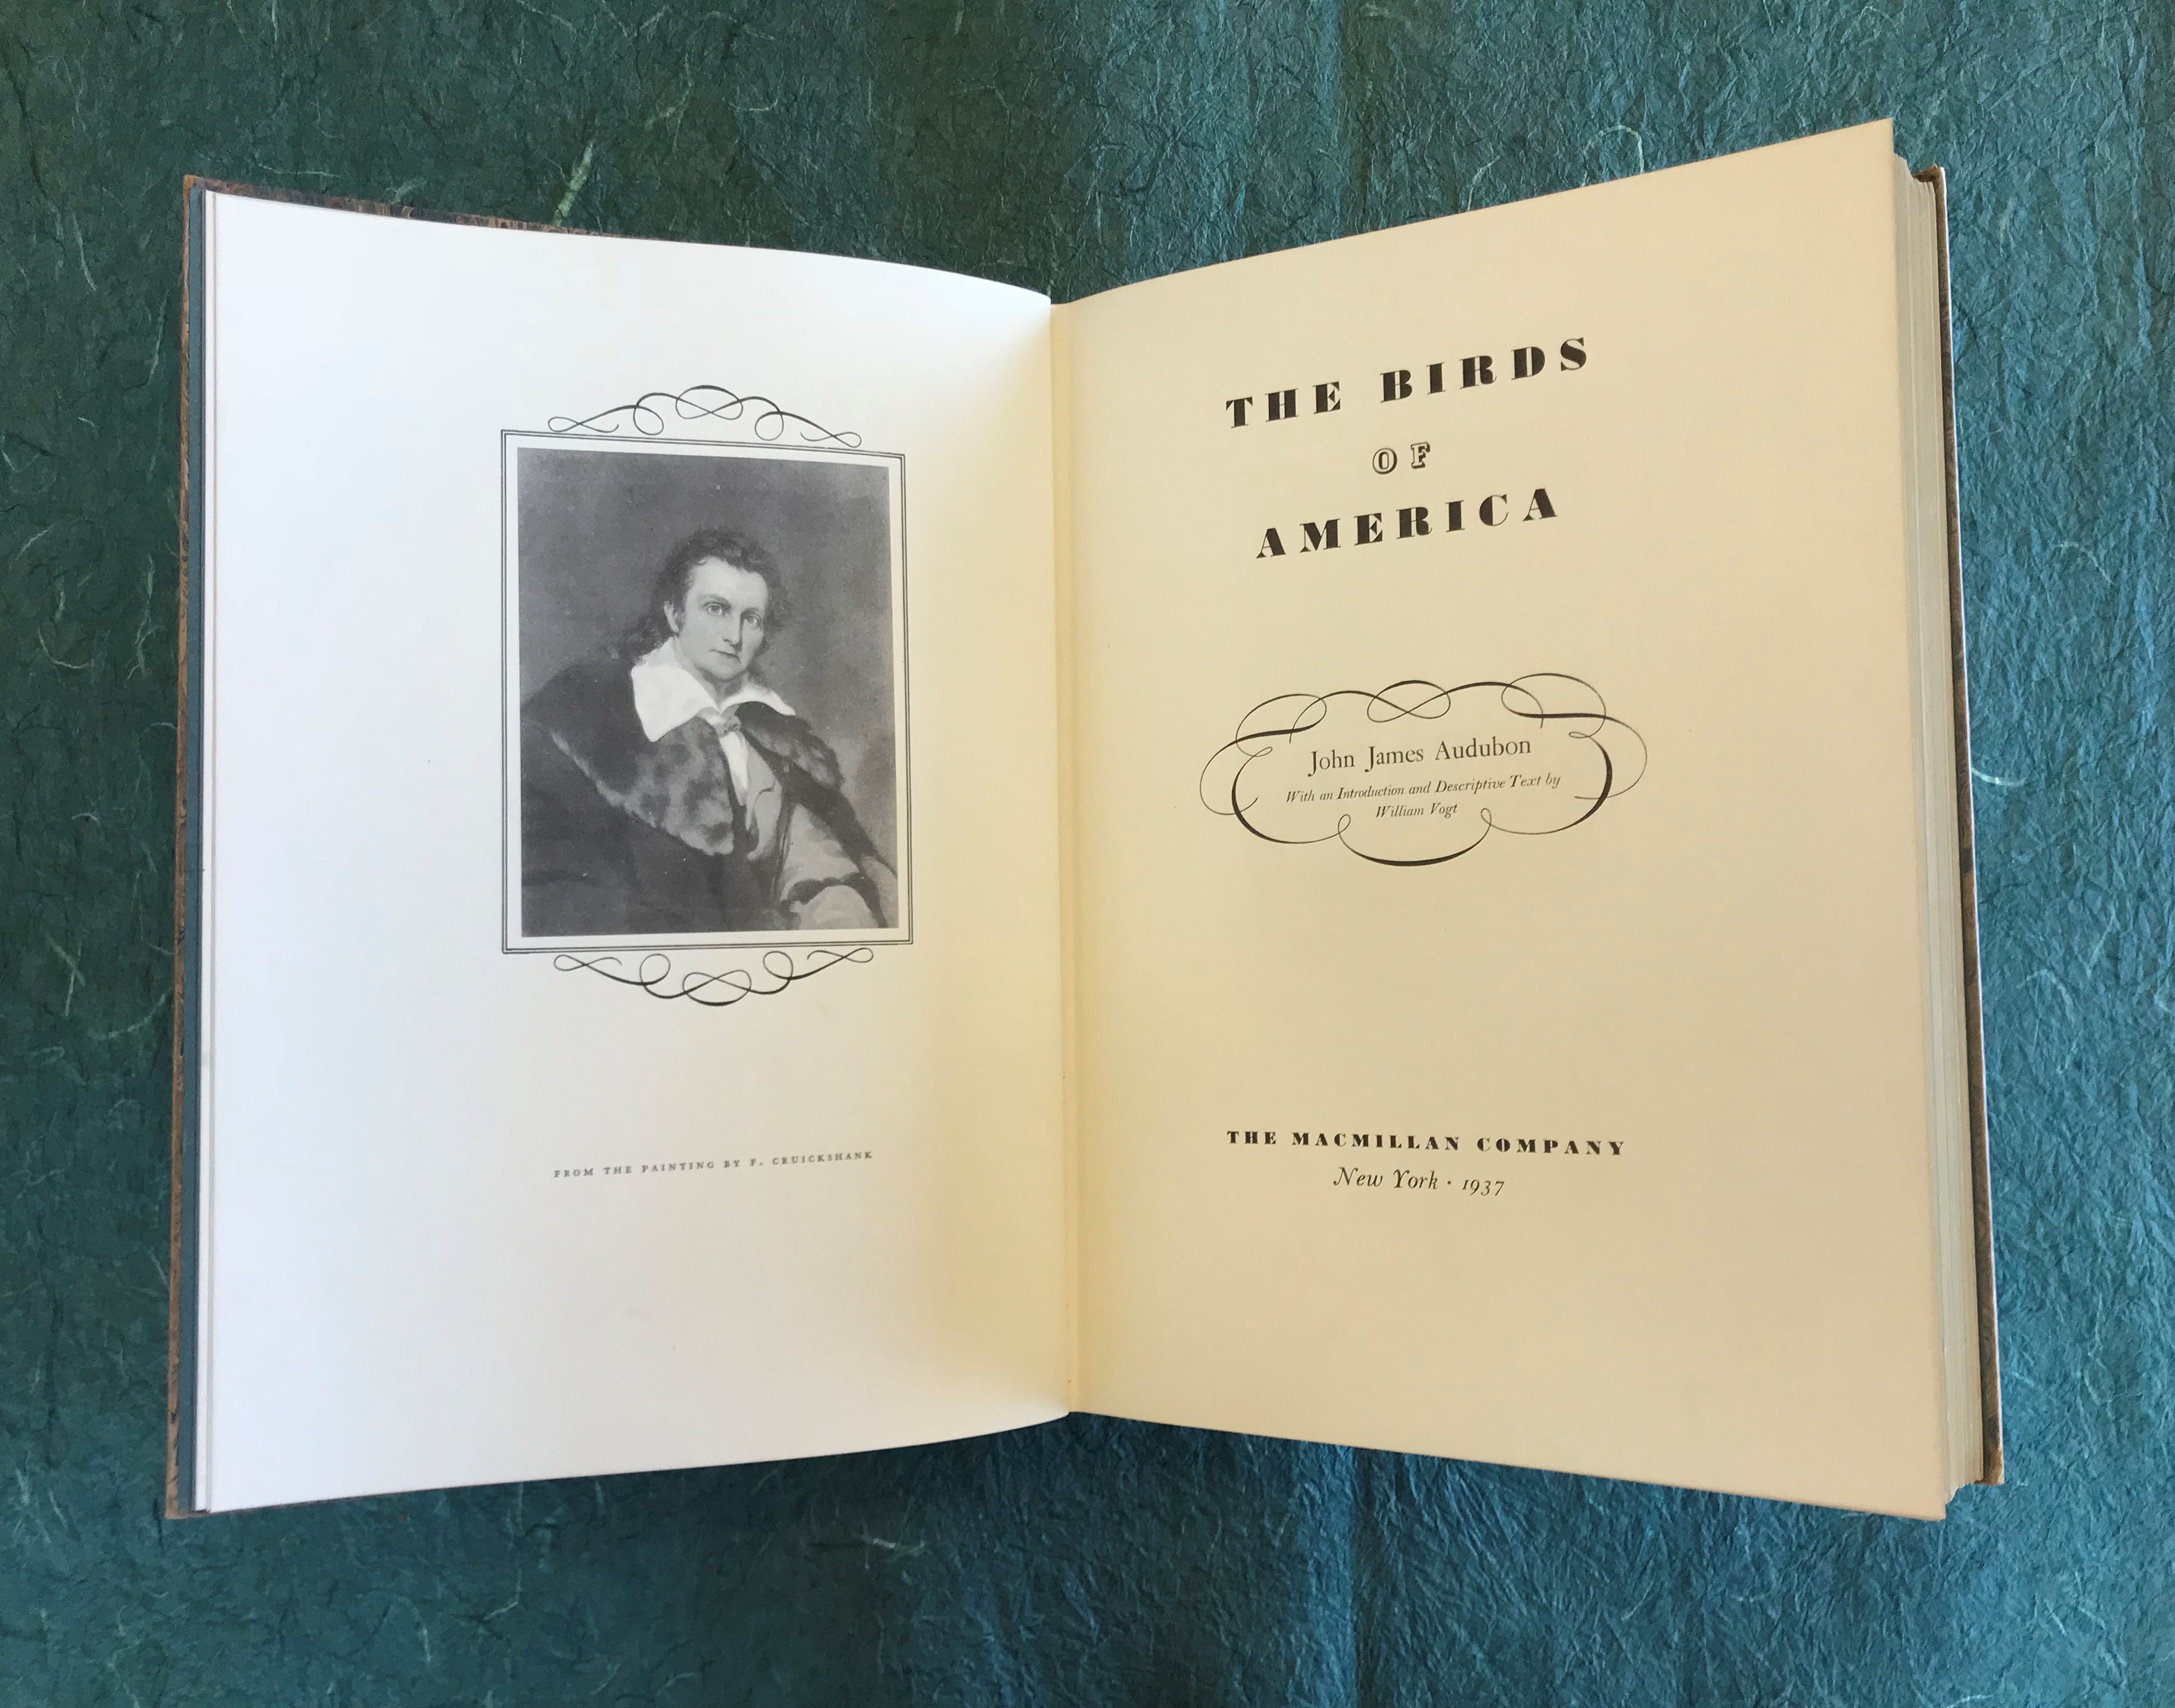 FROM THE PAINTING BY F. CRUICKSHANK
THE BIRDS
OF
AMERICA
John James Audubon
With an Introduction and Descriptive Text by
William Vogt
THE MACMILLAN COMPANY
New York · 1937